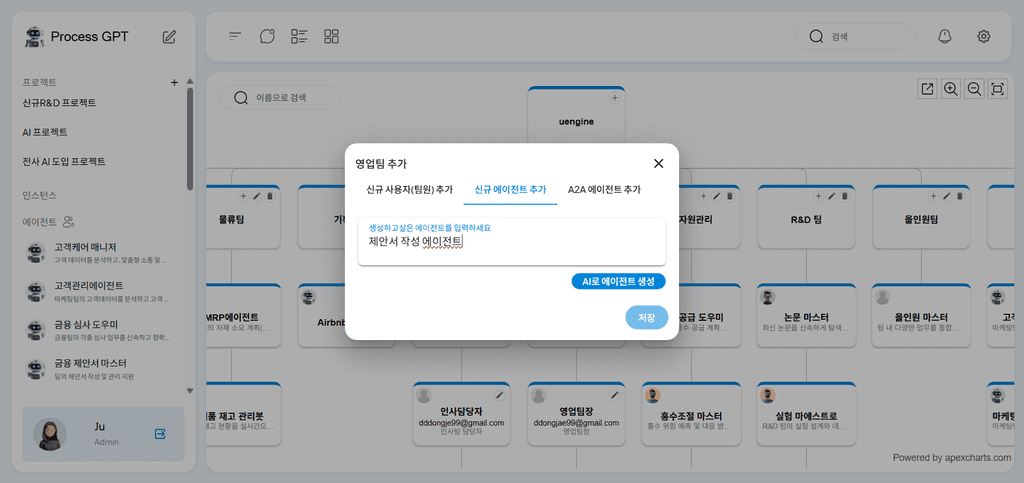 Process GPT
검색
프로젝트
+
신규R&D 프로젝트
AI 프로젝트
전사 AI 도입 프로젝트
인스턴스
에이전트
고객케어 매니저
고객 데이터를 분석하고, 맞춤형 소통 및 ...
고객관리에이전트
마케팅팀의 고객데이터를 분석하고 고객...
금융 심사 도우미
금융팀의 각종 심사 업무를 신속하고 정확...
금융 제안서 마스터
팀의 제안서 작성 및 관리 지원
Ju
Admin
이름으로 검색
uengine
물류팀
자원관리
R&D 팀
올인원팀
MRP에이전트
의 자재 소요 계획(...
Airbnb
공급 도우미
논문 마스터
최신 논문을 신속하게 탐색...
올인원 마스터
팀 내 다양한 업무를 통합...
고객
마케팅
품 재고 관리봇
고 현황을 실시간으...
인사담당자
dddongje99@gmail.com
인사팀 담당자
영업팀장
dddongjae99@gmail.com
영업팀장
홍수조절 마스터
홍수 위험 예측 및 대응 방...
실험 마에스트로
R&D 팀의 실험 설계와 데...
마케팅
영업팀 추가
신규 사용자(팀원) 추가
신규 에이전트 추가
A2A 에이전트 추가
생성하고싶은 에이전트를 입력하세요
제안서 작성 에이전트
AI로 에이전트 생성
저장
Powered by apexcharts.com